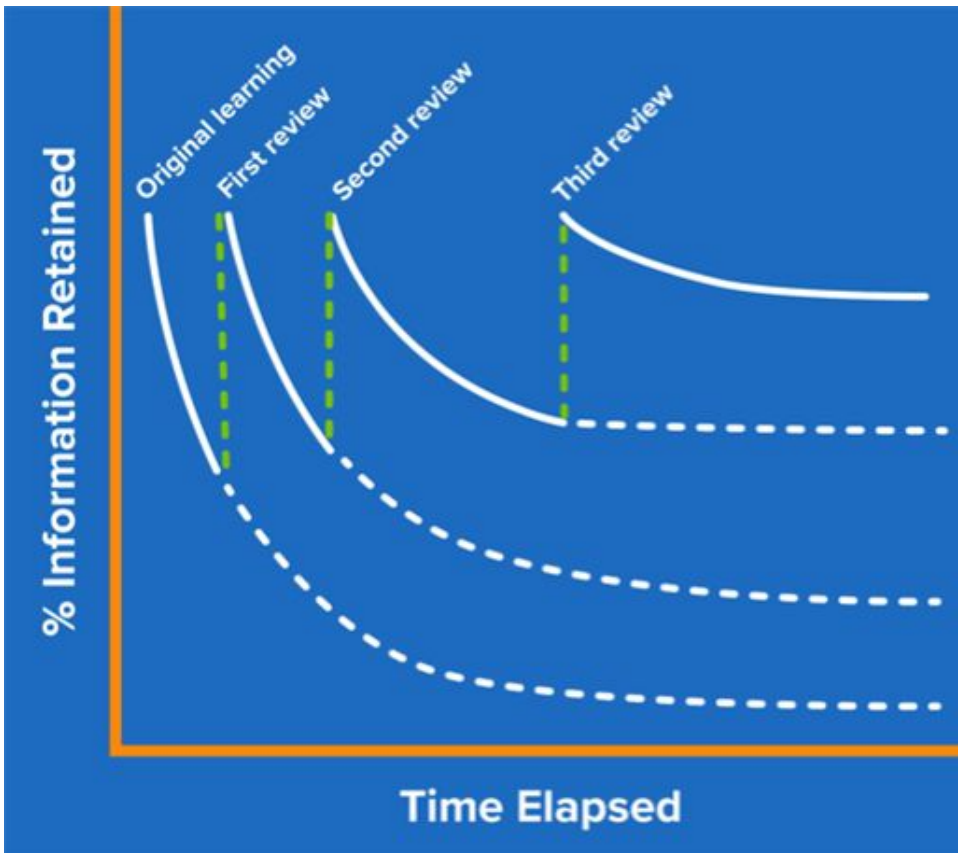 Original learning
First review
Second review
Third review
% Information Retained
Time Elapsed